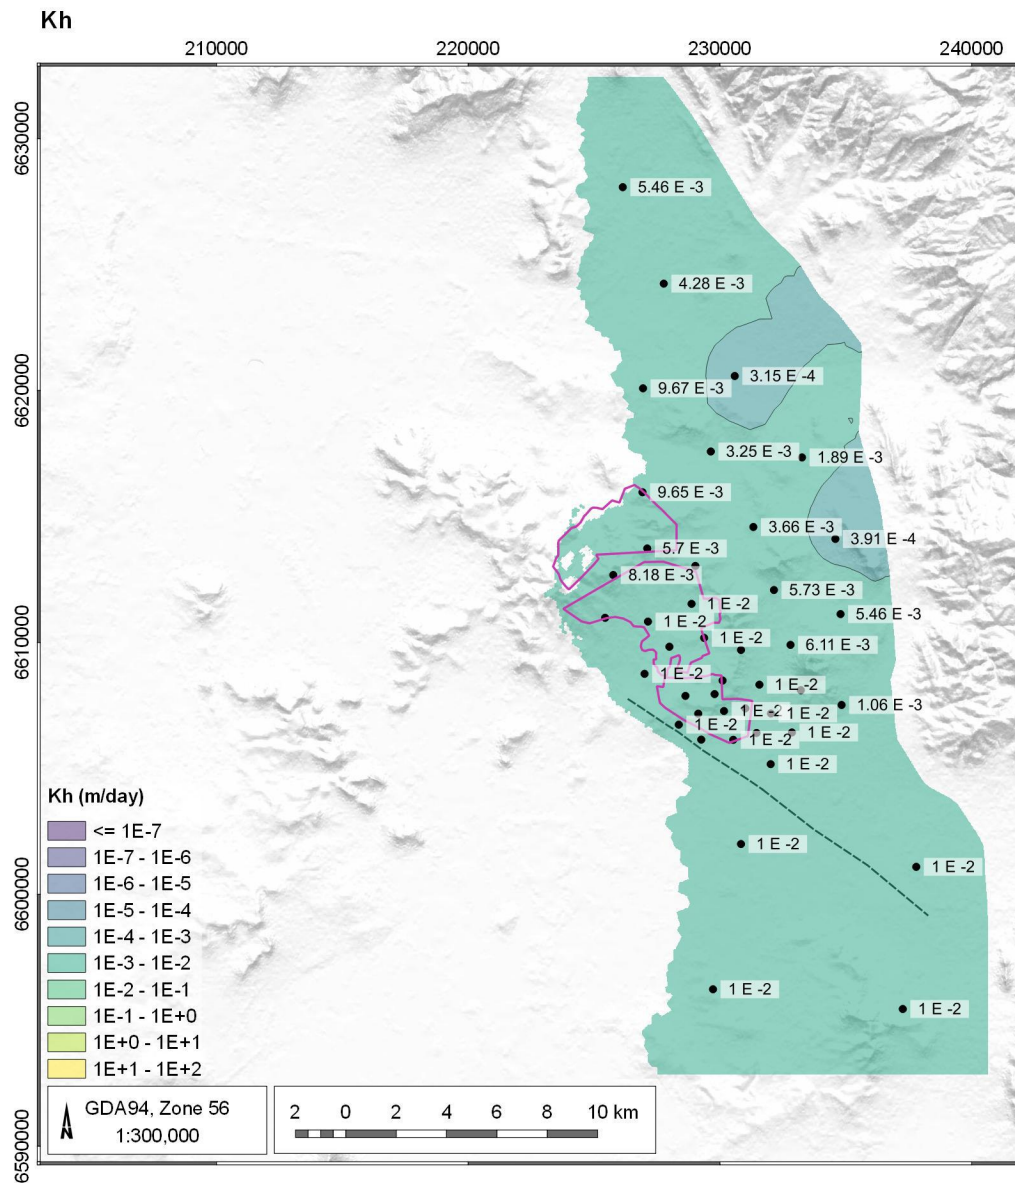 Kh
210000
220000
230000
240000
6630000
6620000
6610000
6600000
6590000
5.46 E -3
4.28 E -3
3.15 E -4
9.67 E -3
3.25 E -3
1.89 E -3
9.65 E -3
3.66 E -3
3.91 E -4
5.7 E -3
8.18 E -3
5.73 E -3
1 E -2
5.46 E -3
1 E -2
1 E -2
6.11 E -3
1 E -2
1 E -2
1.06 E -3
1 E -2
1 E -2
1 E -2
1 E -2
1 E -2
1 E -2
1 E -2
1 E -2
1 E -2
1 E -2
Kh (m/day)
<= 1E-7
1E-7 - 1E-6
1E-6 - 1E-5
1E-5 - 1E-4
1E-4 - 1E-3
1E-3 - 1E-2
1E-2 - 1E-1
1E-1 - 1E+0
1E+0 - 1E+1
1E+1 - 1E+2
N
GDA94, Zone 56
1:300,000
2 0 2 4 6 8 10 km